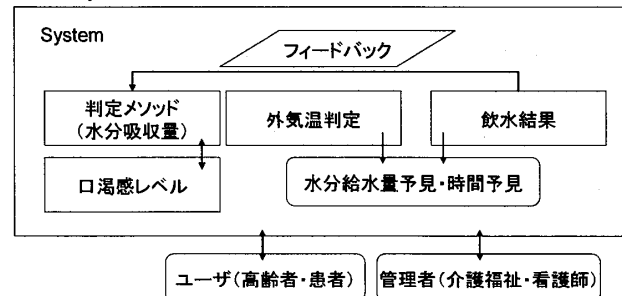 System
フィードバック
判定メソッド
(水分吸収量)
外気温判定
飲水結果
口渇感レベル
水分給水量予見・時間予見
ユーザ(高齢者・患者)
管理者(介護福祉・看護師)